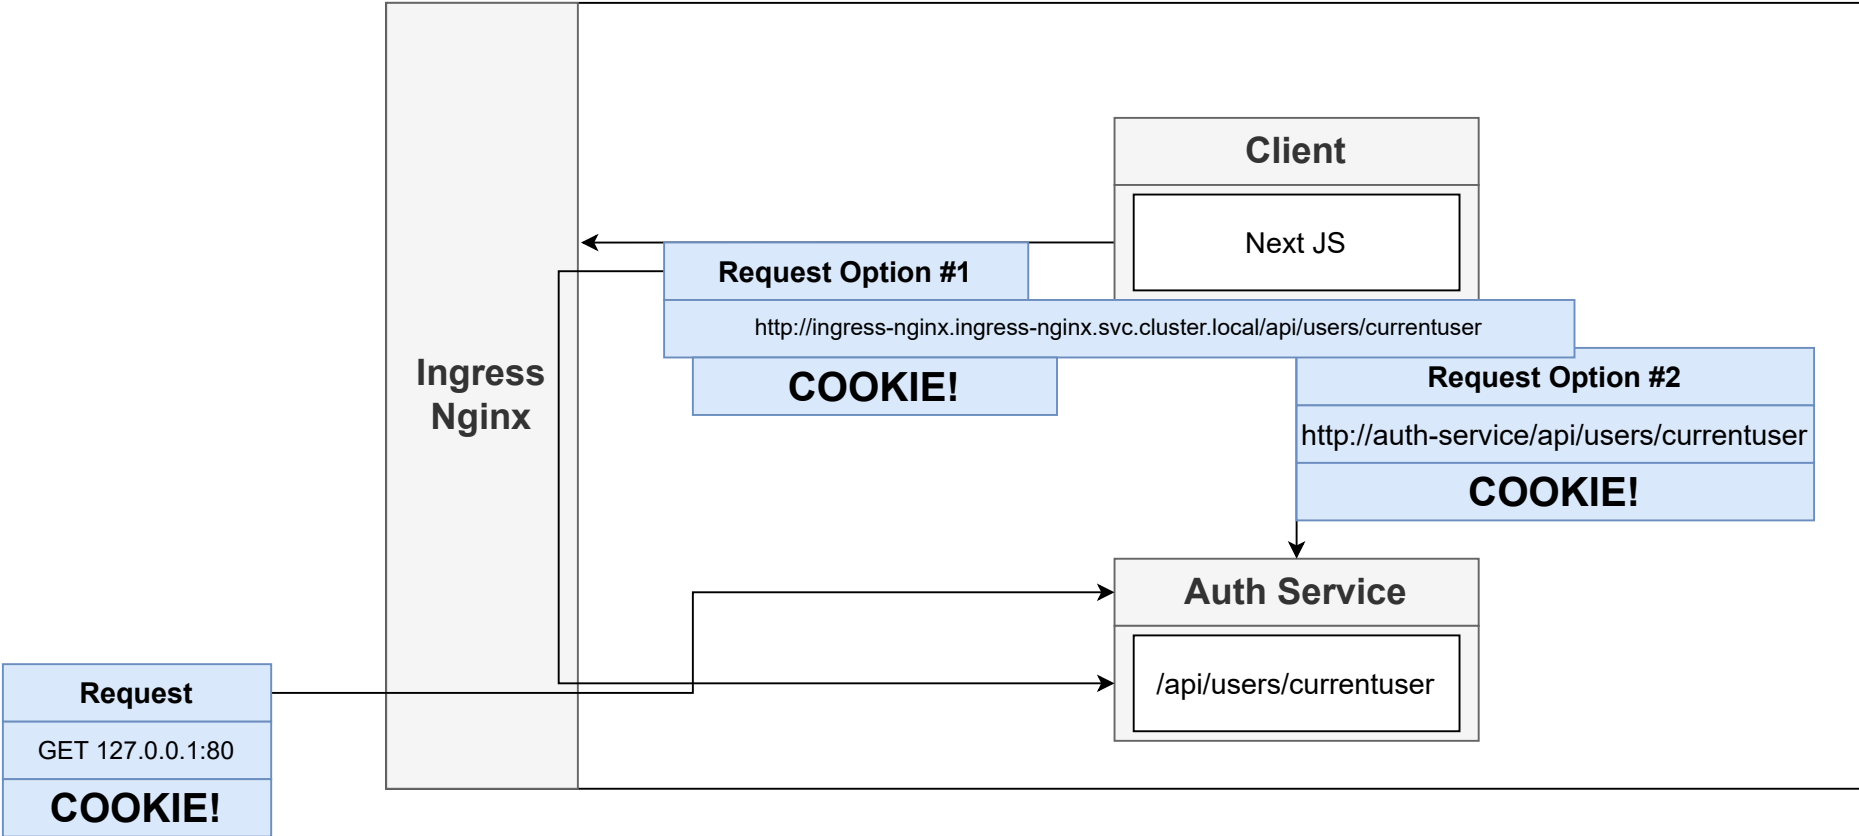 Client
Next JS
Request Option #1
http://ingress-nginx.ingress-nginx.svc.cluster.local/api/users/currentuser
COOKIE!
Ingress
Nginx
Request Option #2
http://auth-service/api/users/currentuser
COOKIE!
Auth Service
/api/users/currentuser
Request
GET 127.0.0.1:80
COOKIE!